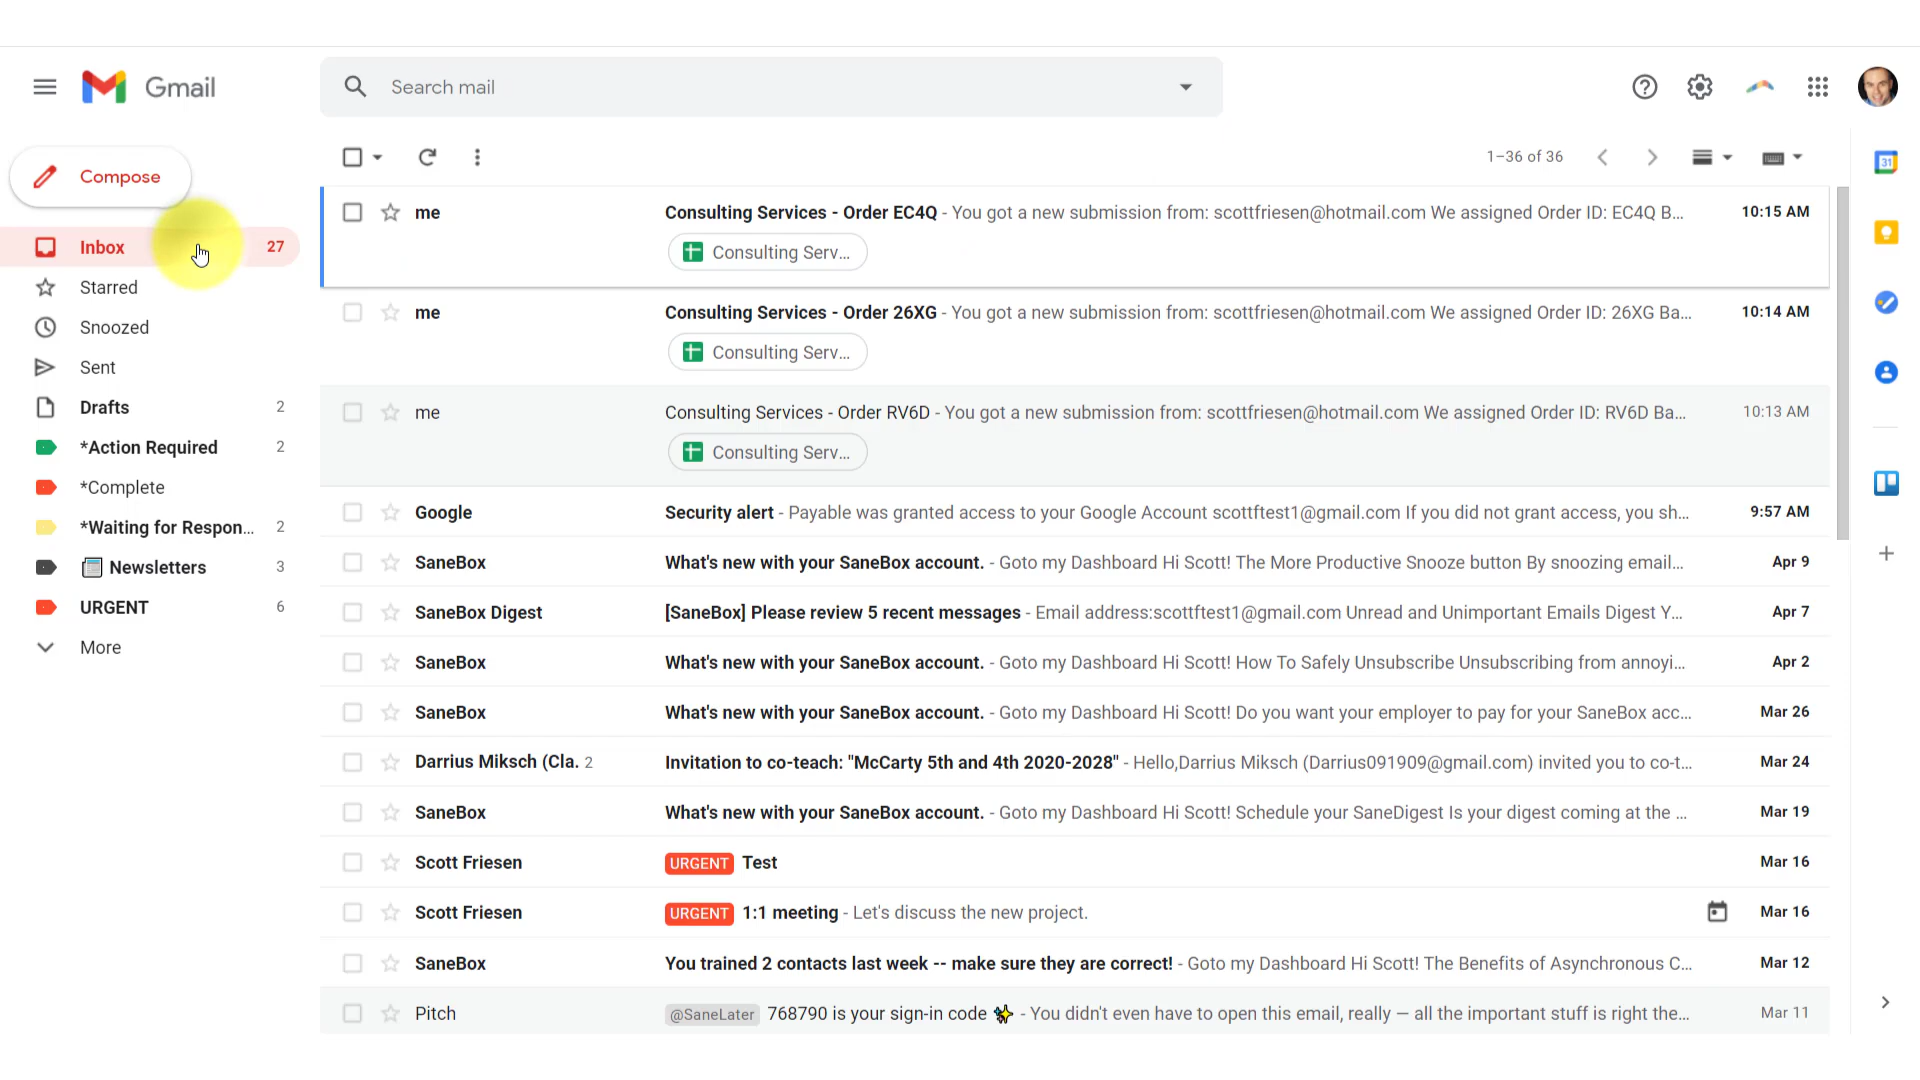 Gmail
Search mail
Compose
1–36 of 36
Inbox 27
Starred
Snoozed
Sent
Drafts 2
*Action Required 2
*Complete
*Waiting for Respon... 2
Newsletters 3
URGENT 6
More
me Consulting Services - Order EC4Q - You got a new submission from: scottfriesen@hotmail.com We assigned Order ID: EC4Q B... 10:15 AM
Consulting Serv...
me Consulting Services - Order 26XG - You got a new submission from: scottfriesen@hotmail.com We assigned Order ID: 26XG Ba... 10:14 AM
Consulting Serv...
me Consulting Services - Order RV6D - You got a new submission from: scottfriesen@hotmail.com We assigned Order ID: RV6D Ba... 10:13 AM
Consulting Serv...
Google Security alert - Payable was granted access to your Google Account scottftest1@gmail.com If you did not grant access, you sh... 9:57 AM
SaneBox What's new with your SaneBox account. - Goto my Dashboard Hi Scott! The More Productive Snooze button By snoozing email... Apr 9
SaneBox Digest [SaneBox] Please review 5 recent messages - Email address:scottftest1@gmail.com Unread and Unimportant Emails Digest Y... Apr 7
SaneBox What's new with your SaneBox account. - Goto my Dashboard Hi Scott! How To Safely Unsubscribe Unsubscribing from annoyi... Apr 2
SaneBox What's new with your SaneBox account. - Goto my Dashboard Hi Scott! Do you want your employer to pay for your SaneBox acc... Mar 26
Darrius Miksch (Cla. 2 Invitation to co-teach: "McCarty 5th and 4th 2020-2028" - Hello,Darrius Miksch (Darrius091909@gmail.com) invited you to co-t... Mar 24
SaneBox What's new with your SaneBox account. - Goto my Dashboard Hi Scott! Schedule your SaneDigest Is your digest coming at the ... Mar 19
Scott Friesen URGENT Test Mar 16
Scott Friesen URGENT 1:1 meeting - Let's discuss the new project. Mar 16
SaneBox You trained 2 contacts last week -- make sure they are correct! - Goto my Dashboard Hi Scott! The Benefits of Asynchronous C... Mar 12
Pitch @SaneLater 768790 is your sign-in code ✨ - You didn't even have to open this email, really — all the important stuff is right the... Mar 11
31